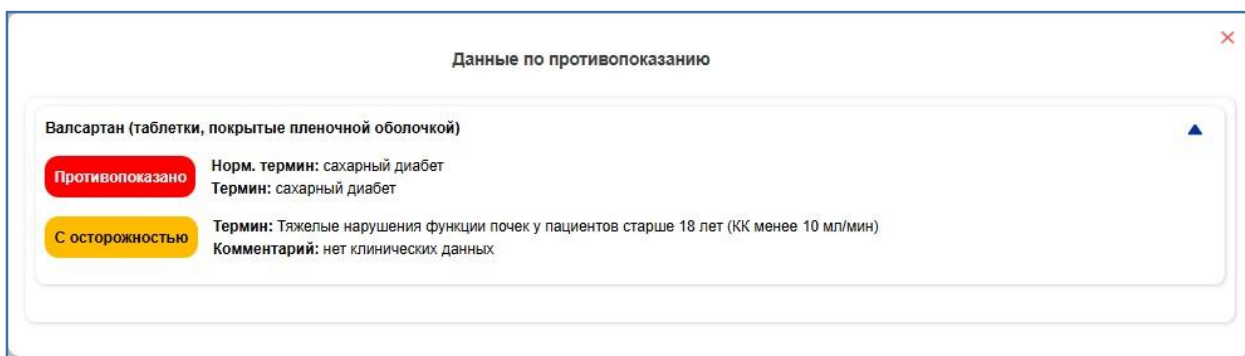 Данные по противопоказанию
Валсартан (таблетки, покрытые пленочной оболочкой)
Противопоказано
Норм. термин: сахарный диабет
Термин: сахарный диабет
С осторожностью
Термин: Тяжелые нарушения функции почек у пациентов старше 18 лет (КК менее 10 мл/мин)
Комментарий: нет клинических данных